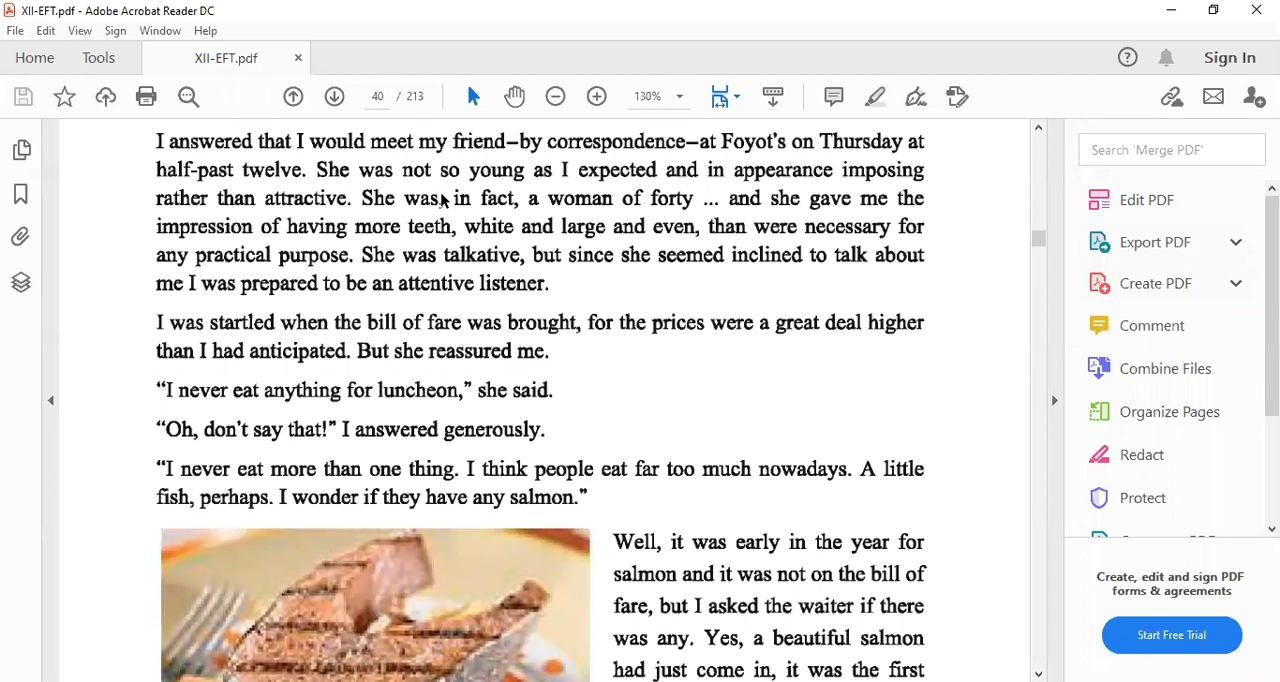 XII-EFT.pdf - Adobe Acrobat Reader DC
File Edit View Sign Window Help
Home Tools XII-EFT.pdf × Sign In
40 / 213 130%
I answered that I would meet my friend–by correspondence–at Foyot's on Thursday at
half-past twelve. She was not so young as I expected and in appearance imposing
rather than attractive. She was, in fact, a woman of forty ... and she gave me the
impression of having more teeth, white and large and even, than were necessary for
any practical purpose. She was talkative, but since she seemed inclined to talk about
me I was prepared to be an attentive listener.
I was startled when the bill of fare was brought, for the prices were a great deal higher
than I had anticipated. But she reassured me.
“I never eat anything for luncheon,” she said.
“Oh, don't say that!” I answered generously.
“I never eat more than one thing. I think people eat far too much nowadays. A little
fish, perhaps. I wonder if they have any salmon.”
Well, it was early in the year for
salmon and it was not on the bill of
fare, but I asked the waiter if there
was any. Yes, a beautiful salmon
had just come in, it was the first
Search 'Merge PDF'
Edit PDF
Export PDF
Create PDF
Comment
Combine Files
Organize Pages
Redact
Protect
Create, edit and sign PDF
forms & agreements
Start Free Trial